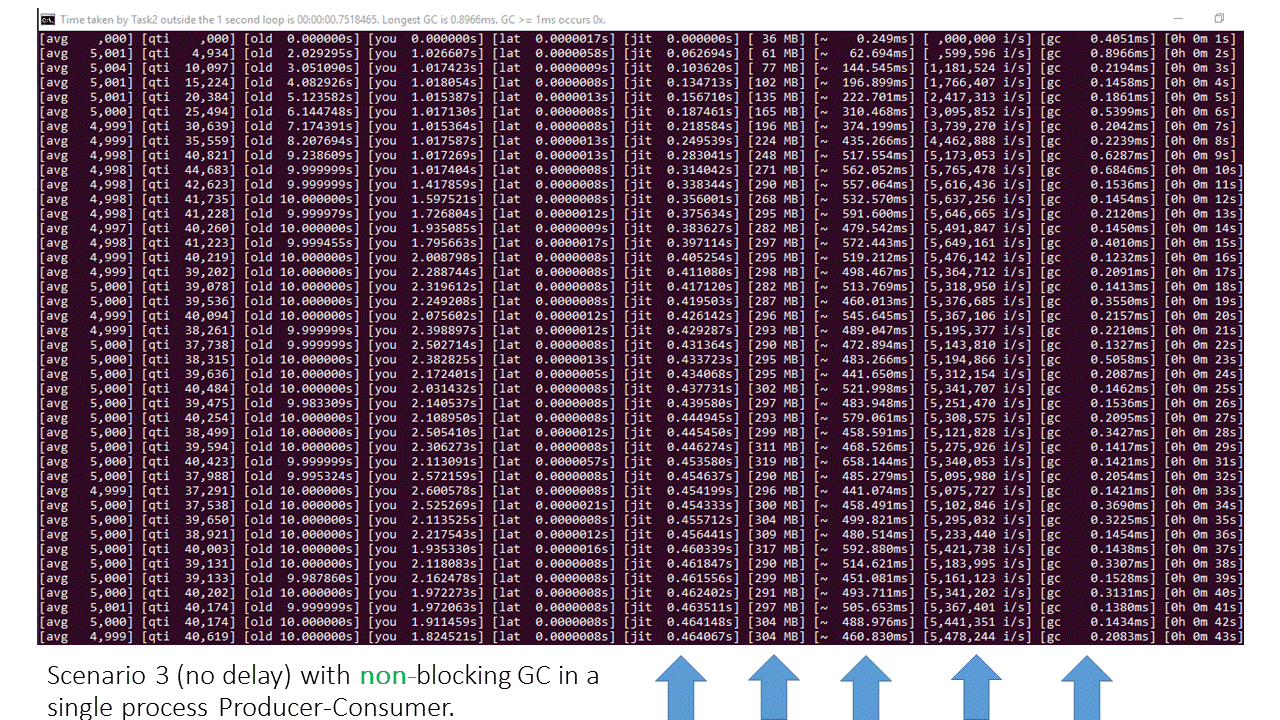 Time taken by Task2 outside the 1 second loop is 00:00:00.7518465. Longest GC is 0.8966ms. GC >= 1ms occurs 0x.
[avg ,000] [qti ,000] [old 0.000000s] [you 0.000000s] [lat 0.0000017s] [jit 0.000000s] [ 36 MB] [~ 0.249ms] [ ,000,000 i/s] [gc 0.4051ms] [0h 0m 1s]
[avg 5,001] [qti 4,934] [old 2.029295s] [you 1.026607s] [lat 0.0000058s] [jit 0.062694s] [ 61 MB] [~ 62.694ms] [ ,599,596 i/s] [gc 0.8966ms] [0h 0m 2s]
[avg 5,004] [qti 10,097] [old 3.051090s] [you 1.017423s] [lat 0.0000009s] [jit 0.103620s] [ 77 MB] [~ 144.545ms] [1,181,524 i/s] [gc 0.2194ms] [0h 0m 3s]
[avg 5,001] [qti 15,224] [old 4.082926s] [you 1.018054s] [lat 0.0000008s] [jit 0.134713s] [102 MB] [~ 196.899ms] [1,766,407 i/s] [gc 0.1458ms] [0h 0m 4s]
[avg 5,001] [qti 20,384] [old 5.123582s] [you 1.015387s] [lat 0.0000013s] [jit 0.156710s] [135 MB] [~ 222.701ms] [2,417,313 i/s] [gc 0.1861ms] [0h 0m 5s]
[avg 5,000] [qti 25,494] [old 6.144748s] [you 1.017130s] [lat 0.0000008s] [jit 0.187461s] [165 MB] [~ 310.468ms] [3,095,852 i/s] [gc 0.5399ms] [0h 0m 6s]
[avg 5,000] [qti 30,639] [old 7.174391s] [you 1.015364s] [lat 0.0000008s] [jit 0.218584s] [196 MB] [~ 374.199ms] [3,739,270 i/s] [gc 0.2042ms] [0h 0m 7s]
[avg 4,999] [qti 35,559] [old 8.207694s] [you 1.017587s] [lat 0.0000013s] [jit 0.249539s] [224 MB] [~ 435.266ms] [4,462,888 i/s] [gc 0.2239ms] [0h 0m 8s]
[avg 4,998] [qti 40,821] [old 9.238609s] [you 1.017269s] [lat 0.0000013s] [jit 0.283041s] [248 MB] [~ 517.554ms] [5,173,053 i/s] [gc 0.6287ms] [0h 0m 9s]
[avg 4,998] [qti 44,683] [old 9.999999s] [you 1.017404s] [lat 0.0000008s] [jit 0.314042s] [271 MB] [~ 562.052ms] [5,765,478 i/s] [gc 0.6846ms] [0h 0m 10s]
[avg 4,998] [qti 42,623] [old 9.999999s] [you 1.417859s] [lat 0.0000008s] [jit 0.338344s] [290 MB] [~ 557.064ms] [5,616,436 i/s] [gc 0.1536ms] [0h 0m 11s]
[avg 4,998] [qti 41,735] [old 10.000000s] [you 1.597521s] [lat 0.0000008s] [jit 0.356001s] [268 MB] [~ 532.570ms] [5,637,256 i/s] [gc 0.1454ms] [0h 0m 12s]
[avg 4,998] [qti 41,228] [old 9.999979s] [you 1.726804s] [lat 0.0000012s] [jit 0.375634s] [295 MB] [~ 591.600ms] [5,646,665 i/s] [gc 0.2120ms] [0h 0m 13s]
[avg 4,997] [qti 40,260] [old 10.000000s] [you 1.935085s] [lat 0.0000009s] [jit 0.383627s] [282 MB] [~ 479.542ms] [5,491,847 i/s] [gc 0.1450ms] [0h 0m 14s]
[avg 4,998] [qti 41,223] [old 9.999455s] [you 1.795663s] [lat 0.0000017s] [jit 0.397114s] [297 MB] [~ 572.443ms] [5,649,161 i/s] [gc 0.4010ms] [0h 0m 15s]
[avg 4,999] [qti 40,219] [old 10.000000s] [you 2.008798s] [lat 0.0000008s] [jit 0.405254s] [295 MB] [~ 519.212ms] [5,476,142 i/s] [gc 0.1232ms] [0h 0m 16s]
[avg 4,999] [qti 39,202] [old 10.000000s] [you 2.288744s] [lat 0.0000008s] [jit 0.411080s] [298 MB] [~ 498.467ms] [5,364,712 i/s] [gc 0.2091ms] [0h 0m 17s]
[avg 5,000] [qti 39,078] [old 10.000000s] [you 2.319612s] [lat 0.0000008s] [jit 0.417120s] [282 MB] [~ 513.769ms] [5,318,950 i/s] [gc 0.1413ms] [0h 0m 18s]
[avg 5,000] [qti 39,536] [old 10.000000s] [you 2.249208s] [lat 0.0000008s] [jit 0.419503s] [287 MB] [~ 460.013ms] [5,376,685 i/s] [gc 0.3550ms] [0h 0m 19s]
[avg 4,999] [qti 40,094] [old 10.000000s] [you 2.075602s] [lat 0.0000012s] [jit 0.426142s] [296 MB] [~ 545.645ms] [5,367,106 i/s] [gc 0.2157ms] [0h 0m 20s]
[avg 4,999] [qti 38,261] [old 9.999999s] [you 2.398897s] [lat 0.0000012s] [jit 0.429287s] [293 MB] [~ 489.047ms] [5,195,377 i/s] [gc 0.2210ms] [0h 0m 21s]
[avg 5,000] [qti 37,738] [old 9.999999s] [you 2.502714s] [lat 0.0000008s] [jit 0.431364s] [290 MB] [~ 472.894ms] [5,143,810 i/s] [gc 0.1327ms] [0h 0m 22s]
[avg 5,000] [qti 38,315] [old 10.000000s] [you 2.382825s] [lat 0.0000013s] [jit 0.433723s] [295 MB] [~ 483.266ms] [5,194,866 i/s] [gc 0.5058ms] [0h 0m 23s]
[avg 5,000] [qti 39,636] [old 10.000000s] [you 2.172401s] [lat 0.0000005s] [jit 0.434068s] [295 MB] [~ 441.650ms] [5,312,154 i/s] [gc 0.2087ms] [0h 0m 24s]
[avg 5,000] [qti 40,484] [old 10.000000s] [you 2.031432s] [lat 0.0000008s] [jit 0.437731s] [302 MB] [~ 521.998ms] [5,341,707 i/s] [gc 0.1462ms] [0h 0m 25s]
[avg 5,000] [qti 39,475] [old 9.983309s] [you 2.140537s] [lat 0.0000008s] [jit 0.439580s] [297 MB] [~ 483.948ms] [5,251,470 i/s] [gc 0.1536ms] [0h 0m 26s]
[avg 5,000] [qti 40,254] [old 10.000000s] [you 2.108950s] [lat 0.0000008s] [jit 0.444945s] [293 MB] [~ 579.061ms] [5,308,575 i/s] [gc 0.2095ms] [0h 0m 27s]
[avg 5,000] [qti 38,499] [old 10.000000s] [you 2.505410s] [lat 0.0000012s] [jit 0.445450s] [299 MB] [~ 458.591ms] [5,121,828 i/s] [gc 0.3427ms] [0h 0m 28s]
[avg 5,000] [qti 39,594] [old 10.000000s] [you 2.306273s] [lat 0.0000008s] [jit 0.446274s] [311 MB] [~ 468.526ms] [5,275,926 i/s] [gc 0.1417ms] [0h 0m 29s]
[avg 5,000] [qti 40,423] [old 9.999999s] [you 2.113091s] [lat 0.0000057s] [jit 0.453580s] [319 MB] [~ 658.144ms] [5,340,053 i/s] [gc 0.1421ms] [0h 0m 31s]
[avg 5,000] [qti 37,988] [old 9.995324s] [you 2.572159s] [lat 0.0000008s] [jit 0.454637s] [290 MB] [~ 485.279ms] [5,095,980 i/s] [gc 0.2054ms] [0h 0m 32s]
[avg 4,999] [qti 37,291] [old 10.000000s] [you 2.600578s] [lat 0.0000008s] [jit 0.454199s] [296 MB] [~ 441.074ms] [5,075,727 i/s] [gc 0.1421ms] [0h 0m 33s]
[avg 5,000] [qti 37,538] [old 10.000000s] [you 2.525269s] [lat 0.0000021s] [jit 0.454333s] [300 MB] [~ 458.491ms] [5,102,846 i/s] [gc 0.3690ms] [0h 0m 34s]
[avg 5,000] [qti 39,650] [old 10.000000s] [you 2.113525s] [lat 0.0000008s] [jit 0.455712s] [304 MB] [~ 499.821ms] [5,295,032 i/s] [gc 0.3225ms] [0h 0m 35s]
[avg 5,000] [qti 38,921] [old 10.000000s] [you 2.217543s] [lat 0.0000012s] [jit 0.456441s] [309 MB] [~ 480.514ms] [5,233,440 i/s] [gc 0.1454ms] [0h 0m 36s]
[avg 5,000] [qti 40,003] [old 10.000000s] [you 1.935330s] [lat 0.0000016s] [jit 0.460339s] [317 MB] [~ 592.880ms] [5,421,738 i/s] [gc 0.1438ms] [0h 0m 37s]
[avg 5,000] [qti 39,131] [old 10.000000s] [you 2.118083s] [lat 0.0000008s] [jit 0.461847s] [290 MB] [~ 514.621ms] [5,183,995 i/s] [gc 0.3307ms] [0h 0m 38s]
[avg 5,000] [qti 39,133] [old 9.987860s] [you 2.162478s] [lat 0.0000008s] [jit 0.461556s] [299 MB] [~ 451.081ms] [5,161,123 i/s] [gc 0.1528ms] [0h 0m 39s]
[avg 5,000] [qti 40,202] [old 10.000000s] [you 1.972273s] [lat 0.0000008s] [jit 0.462402s] [291 MB] [~ 493.711ms] [5,341,202 i/s] [gc 0.3131ms] [0h 0m 40s]
[avg 5,001] [qti 40,174] [old 9.999999s] [you 1.972063s] [lat 0.0000008s] [jit 0.463511s] [297 MB] [~ 505.653ms] [5,367,401 i/s] [gc 0.1380ms] [0h 0m 41s]
[avg 5,000] [qti 40,174] [old 10.000000s] [you 1.911459s] [lat 0.0000008s] [jit 0.464148s] [304 MB] [~ 488.976ms] [5,441,351 i/s] [gc 0.1434ms] [0h 0m 42s]
[avg 4,999] [qti 40,619] [old 10.000000s] [you 1.824521s] [lat 0.0000008s] [jit 0.464067s] [304 MB] [~ 460.830ms] [5,478,244 i/s] [gc 0.2083ms] [0h 0m 43s]
Scenario 3 (no delay) with non-blocking GC in a
single process Producer-Consumer.